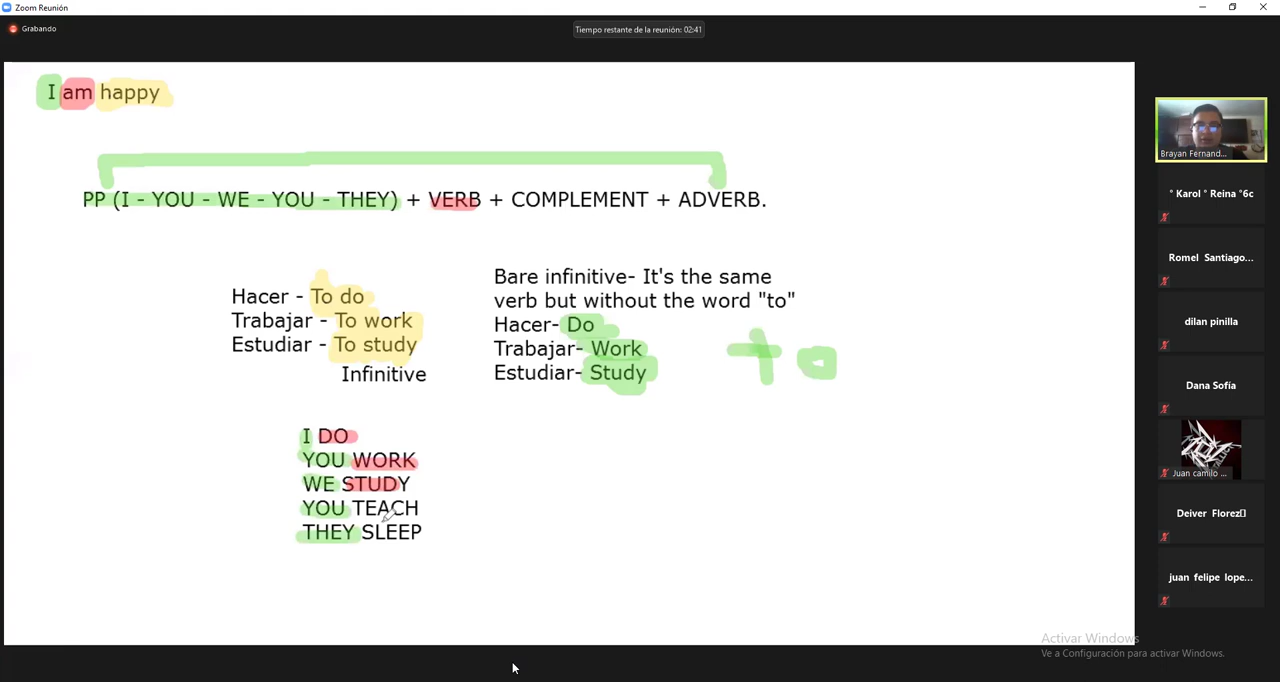 Zoom Reunión
Grabando
Tiempo restante de la reunión: 02:41
I am happy
PP (I - YOU - WE - YOU - THEY) + VERB + COMPLEMENT + ADVERB.
Hacer - To do
Trabajar - To work
Estudiar - To study
Infinitive
Bare infinitive- It's the same
verb but without the word "to"
Hacer- Do
Trabajar- Work
Estudiar- Study
to
I DO
YOU WORK
WE STUDY
YOU TEACH
THEY SLEEP
Brayan Fernand...
° Karol ° Reina °6c
Romel Santiago...
dilan pinilla
Dana Sofía
Juan camilo ...
Deiver Florez▯
juan felipe lope...
Activar Windows
Ve a Configuración para activar Windows.